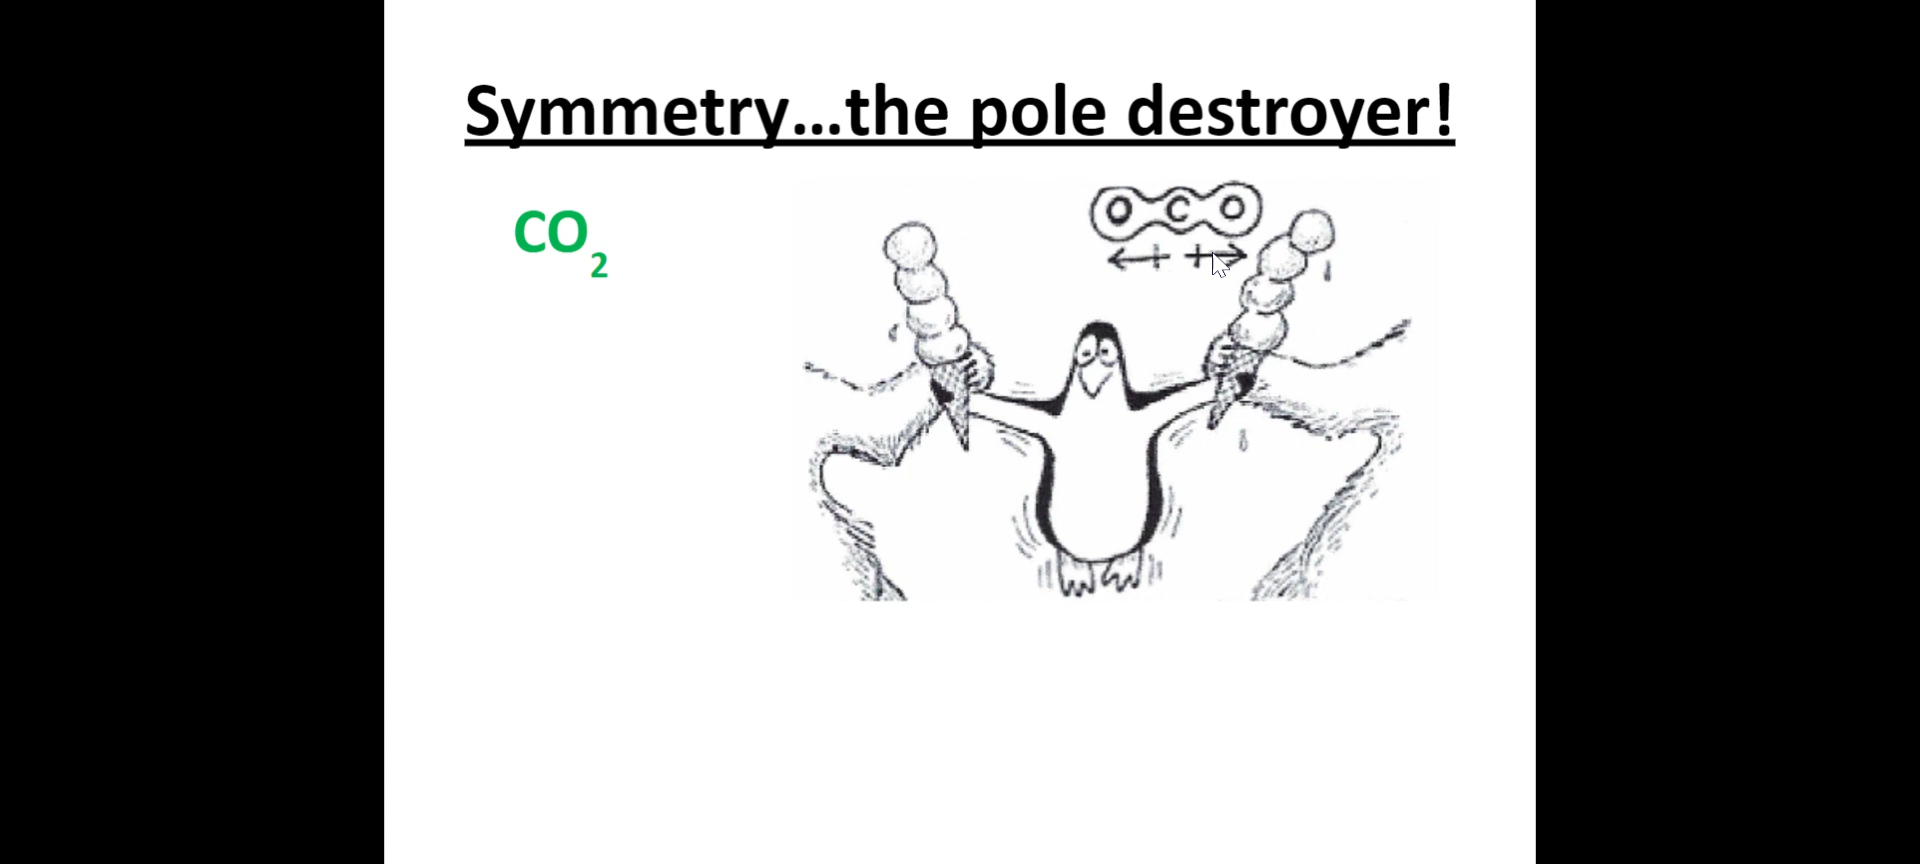 Symmetry...the pole destroyer!
CO2
O C O